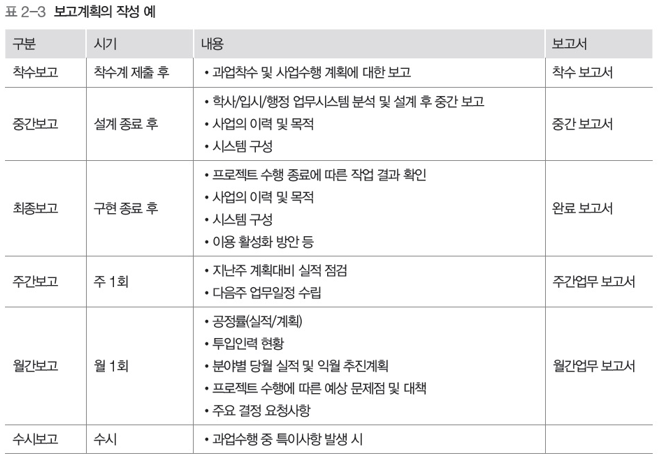 표 2-3 보고계획의 작성 예
구분 시기 내용 보고서
착수보고 착수계 제출 후 • 과업착수 및 사업수행 계획에 대한 보고 착수 보고서
• 학사/입시/행정 업무시스템 분석 및 설계 후 중간 보고
중간보고 설계 종료 후 • 사업의 이력 및 목적 중간 보고서
• 시스템 구성
• 프로젝트 수행 종료에 따른 작업 결과 확인
• 사업의 이력 및 목적
최종보고 구현 종료 후 완료 보고서
• 시스템 구성
• 이용 활성화 방안 등
• 지난주 계획대비 실적 점검
주간보고 주 1회 주간업무 보고서
• 다음주 업무일정 수립
• 공정률(실적/계획)
• 투입인력 현황
월간보고 월 1회 • 분야별 당월 실적 및 익월 추진계획 월간업무 보고서
• 프로젝트 수행에 따른 예상 문제점 및 대책
• 주요 결정 요청사항
수시보고 수시 • 과업수행 중 특이사항 발생 시